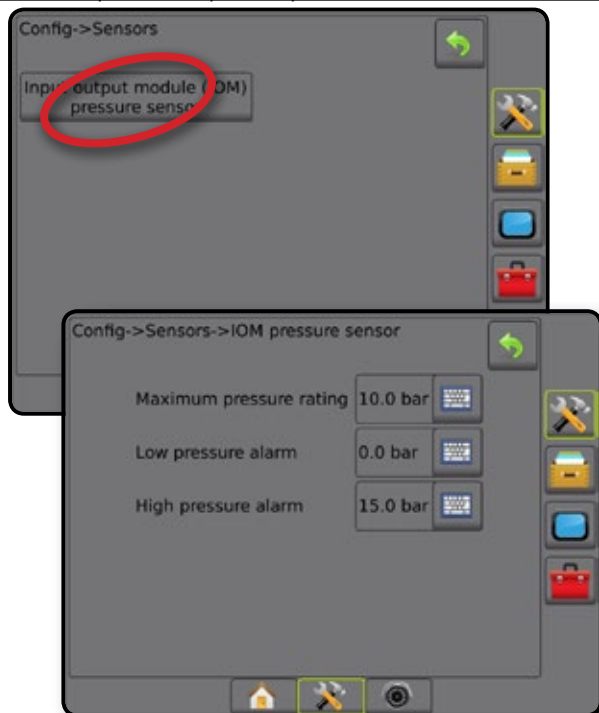 Config->Sensors
Input output module (IOM)
pressure sensor
Config->Sensors->IOM pressure sensor
Maximum pressure rating 10.0 bar
Low pressure alarm 0.0 bar
High pressure alarm 15.0 bar